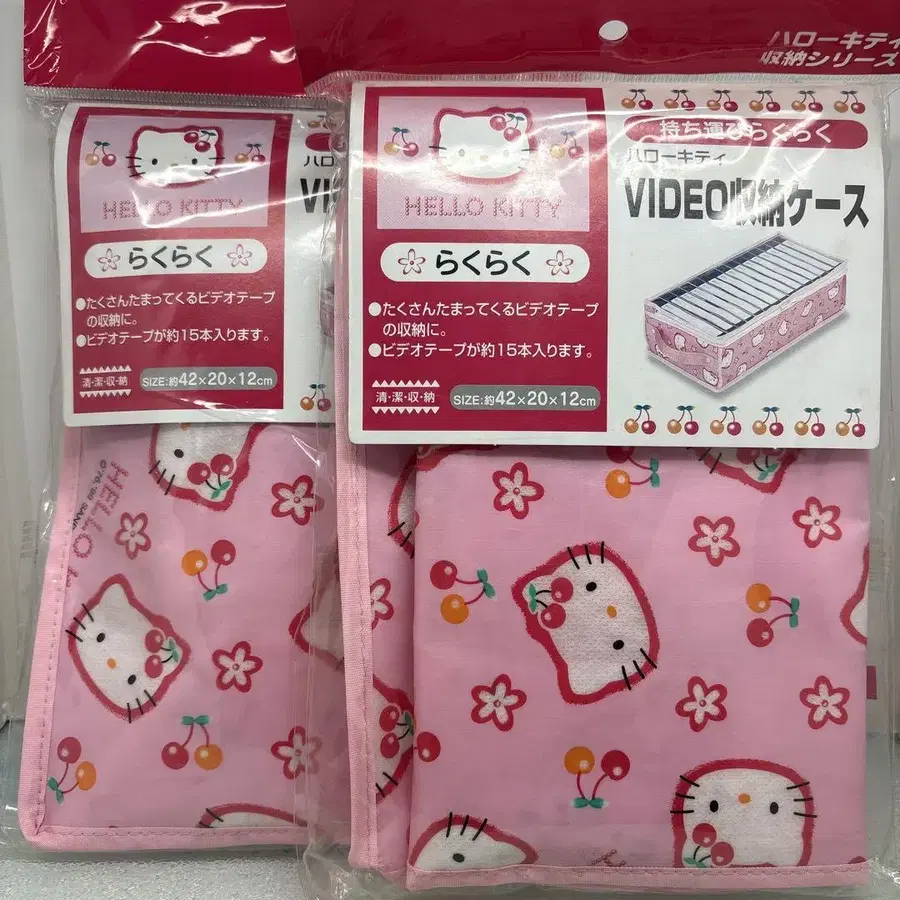 ハローキティ
収納シリーズ
HELLO KITTY
らくらく
●たくさんたまってくるビデオテープ
の収納に。
●ビデオテープが約15本入ります。
清・潔・収・納
SIZE:約42×20×12cm
ハロ
VI
HELLO KITTY
らくらく
●たくさんたまってくるビデオテープ
の収納に。
●ビデオテープが約15本入ります。
清・潔・収・納
SIZE:約42×20×12cm
持ち運びらくらく
ハローキティ
VIDEO収納ケース
HELLO